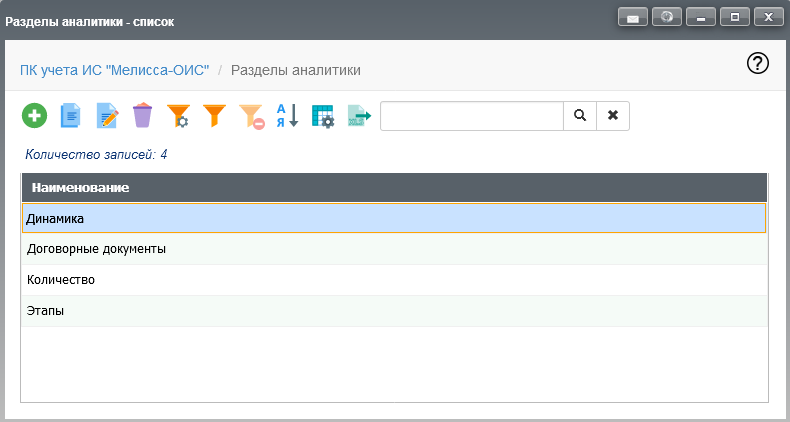 Разделы аналитики - список
ПК учета ИС "Мелисса-ОИС" / Разделы аналитики
А
Я
Количество записей: 4
Наименование
Динамика
Договорные документы
Количество
Этапы